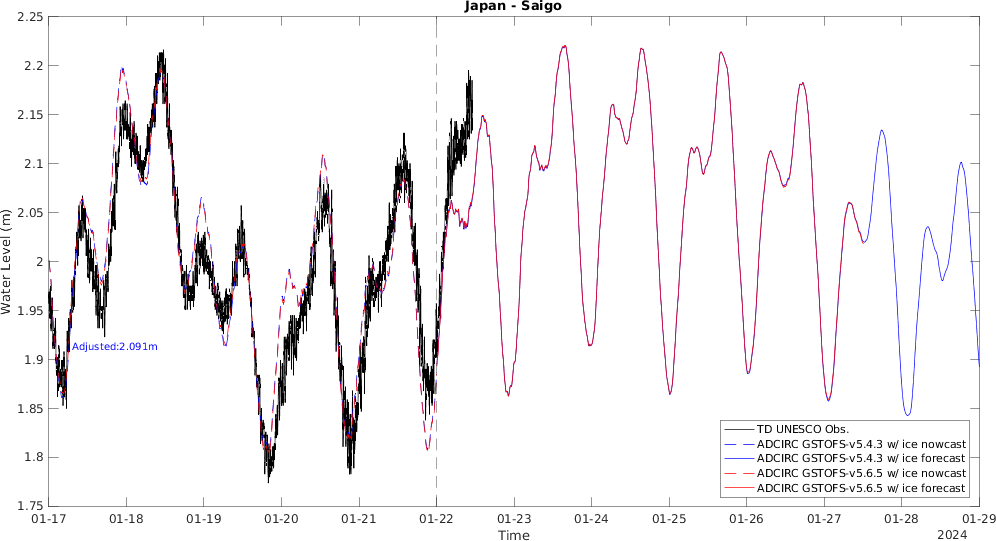 Japan - Saigo
2.25
2.2
2.15
2.1
2.05
2
1.95
1.9
1.85
1.8
1.75
Water Level (m)
Adjusted:2.091m
TD UNESCO Obs.
ADCIRC GSTOFS-v5.4.3 w/ ice nowcast
ADCIRC GSTOFS-v5.4.3 w/ ice forecast
ADCIRC GSTOFS-v5.6.5 w/ ice nowcast
ADCIRC GSTOFS-v5.6.5 w/ ice forecast
01-17 01-18 01-19 01-20 01-21 01-22 01-23 01-24 01-25 01-26 01-27 01-28 01-29
Time
2024